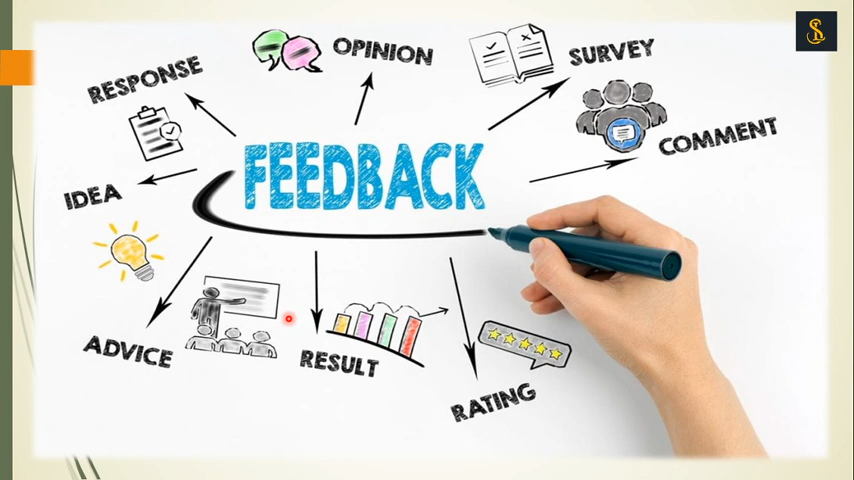 OPINION
SURVEY
RESPONSE
COMMENT
FEEDBACK
IDEA
ADVICE
RESULT
RATING